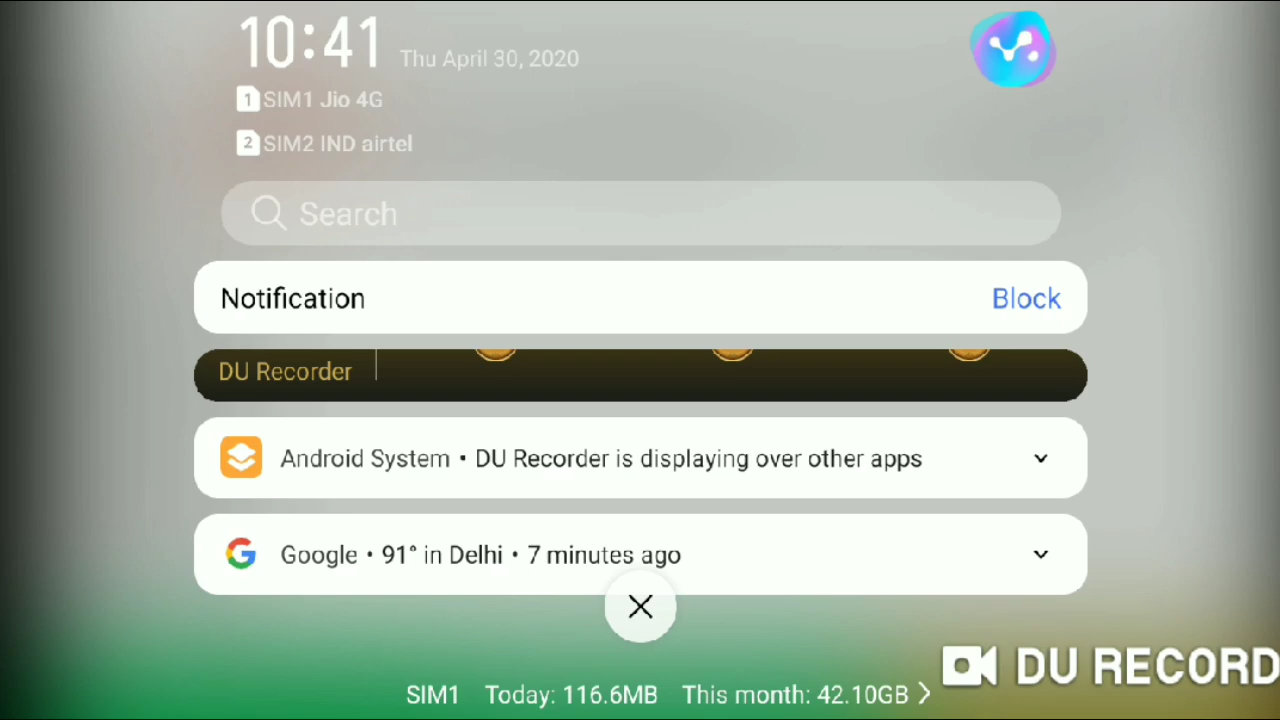 10:41 Thu April 30, 2020
1 SIM1 Jio 4G
2 SIM2 IND airtel
Search
Notification Block
DU Recorder
Android System • DU Recorder is displaying over other apps
Google • 91° in Delhi • 7 minutes ago
DU RECORD
SIM1 Today: 116.6MB This month: 42.10GB